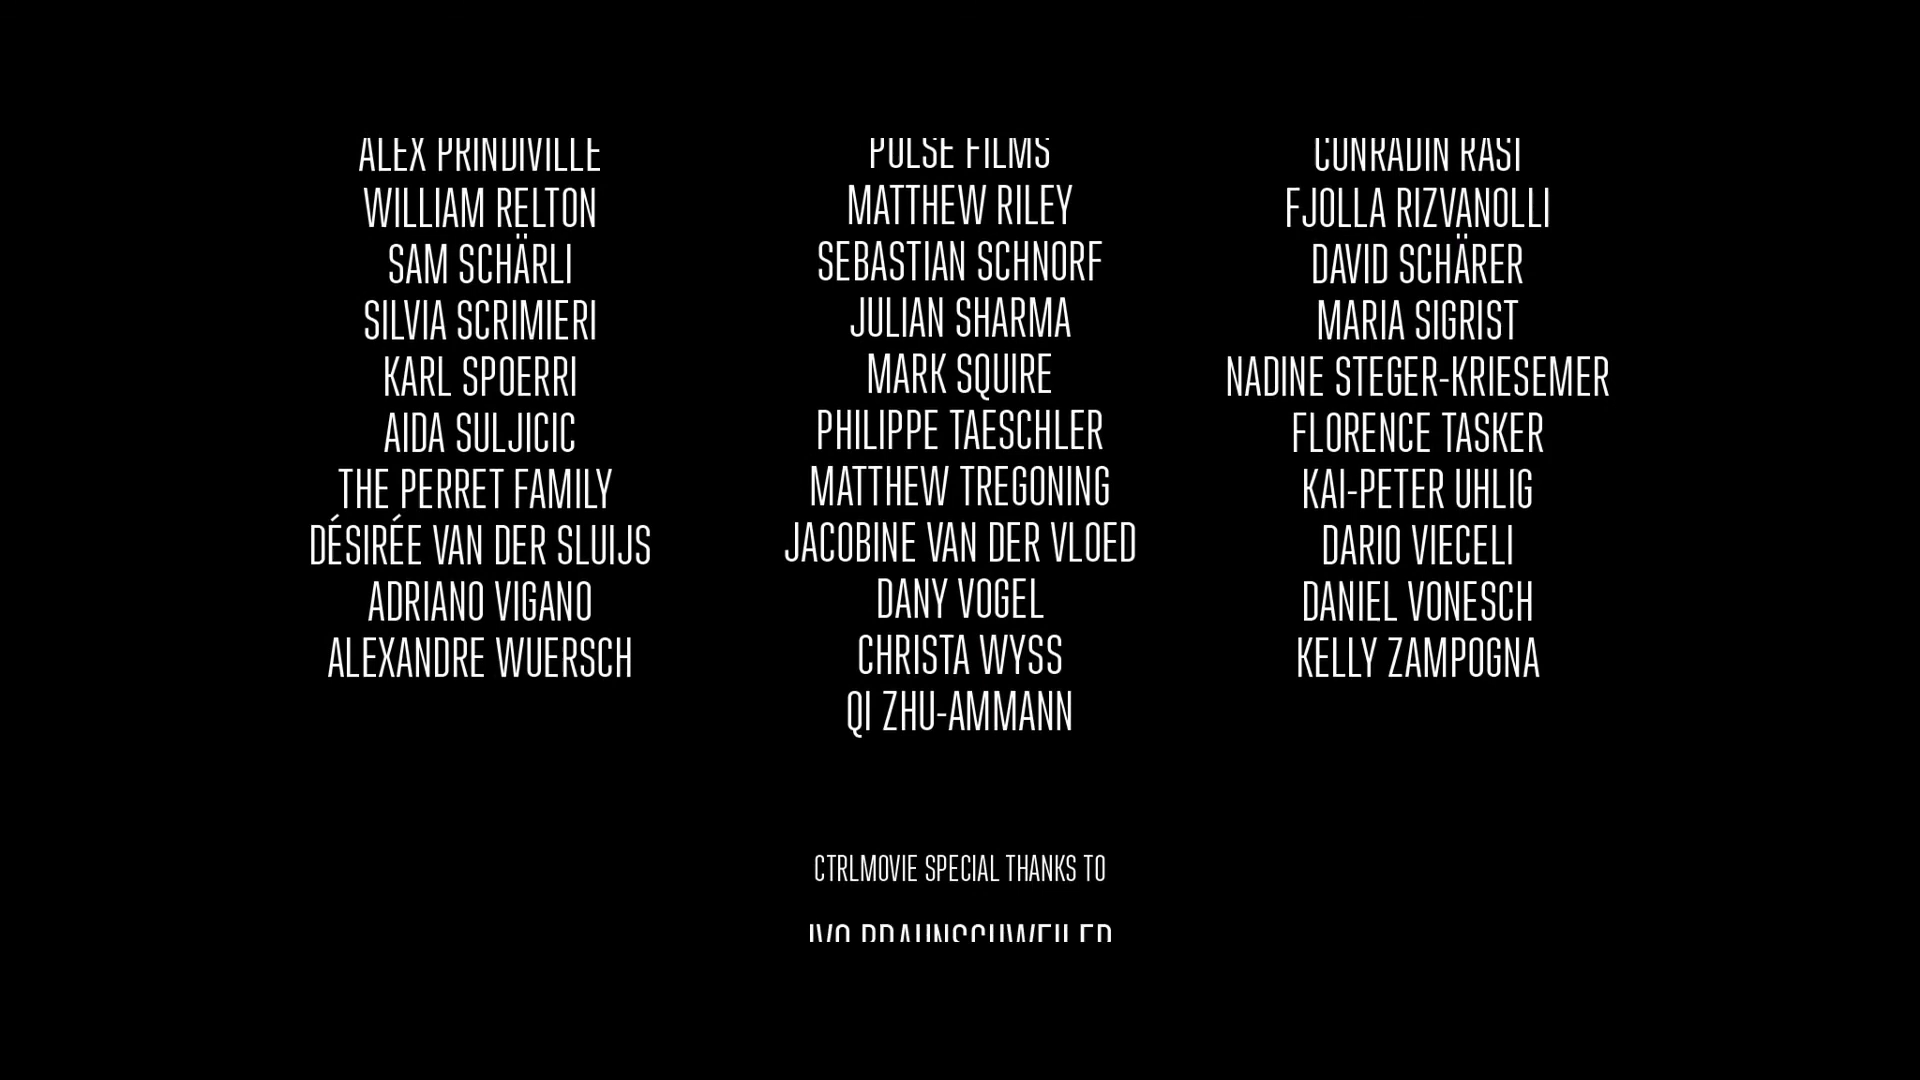 ALEX PRINDIVILLE
WILLIAM RELTON
SAM SCHÄRLI
SILVIA SCRIMIERI
KARL SPOERRI
AIDA SULJICIC
THE PERRET FAMILY
DÉSIRÉE VAN DER SLUIJS
ADRIANO VIGANO
ALEXANDRE WUERSCH
PULSE FILMS
MATTHEW RILEY
SEBASTIAN SCHNORF
JULIAN SHARMA
MARK SQUIRE
PHILIPPE TAESCHLER
MATTHEW TREGONING
JACOBINE VAN DER VLOED
DANY VOGEL
CHRISTA WYSS
QI ZHU-AMMANN
CONRADIN RASI
FJOLLA RIZVANOLLI
DAVID SCHÄRER
MARIA SIGRIST
NADINE STEGER-KRIESEMER
FLORENCE TASKER
KAI-PETER UHLIG
DARIO VIECELI
DANIEL VONESCH
KELLY ZAMPOGNA
CTRLMOVIE SPECIAL THANKS TO
IVO BRAUNSCHWEILER